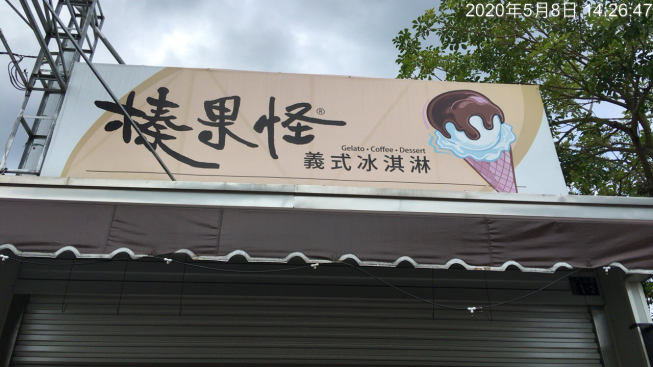 2020年5月8日 14:26:47
榛果怪®
Gelato • Coffee • Dessert
義式冰淇淋